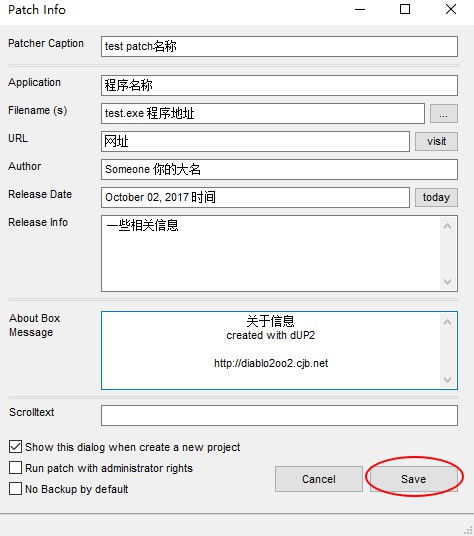 Patch Info
Patcher Caption
test patch名称
Application
程序名称
Filename (s)
test.exe 程序地址
...
URL
网址
visit
Author
Someone 你的大名
Release Date
October 02, 2017 时间
today
Release Info
一些相关信息
About Box
Message
关于信息
created with dUP2
http://diablo2oo2.cjb.net
Scrolltext
Show this dialog when create a new project
Run patch with administrator rights
No Backup by default
Cancel
Save